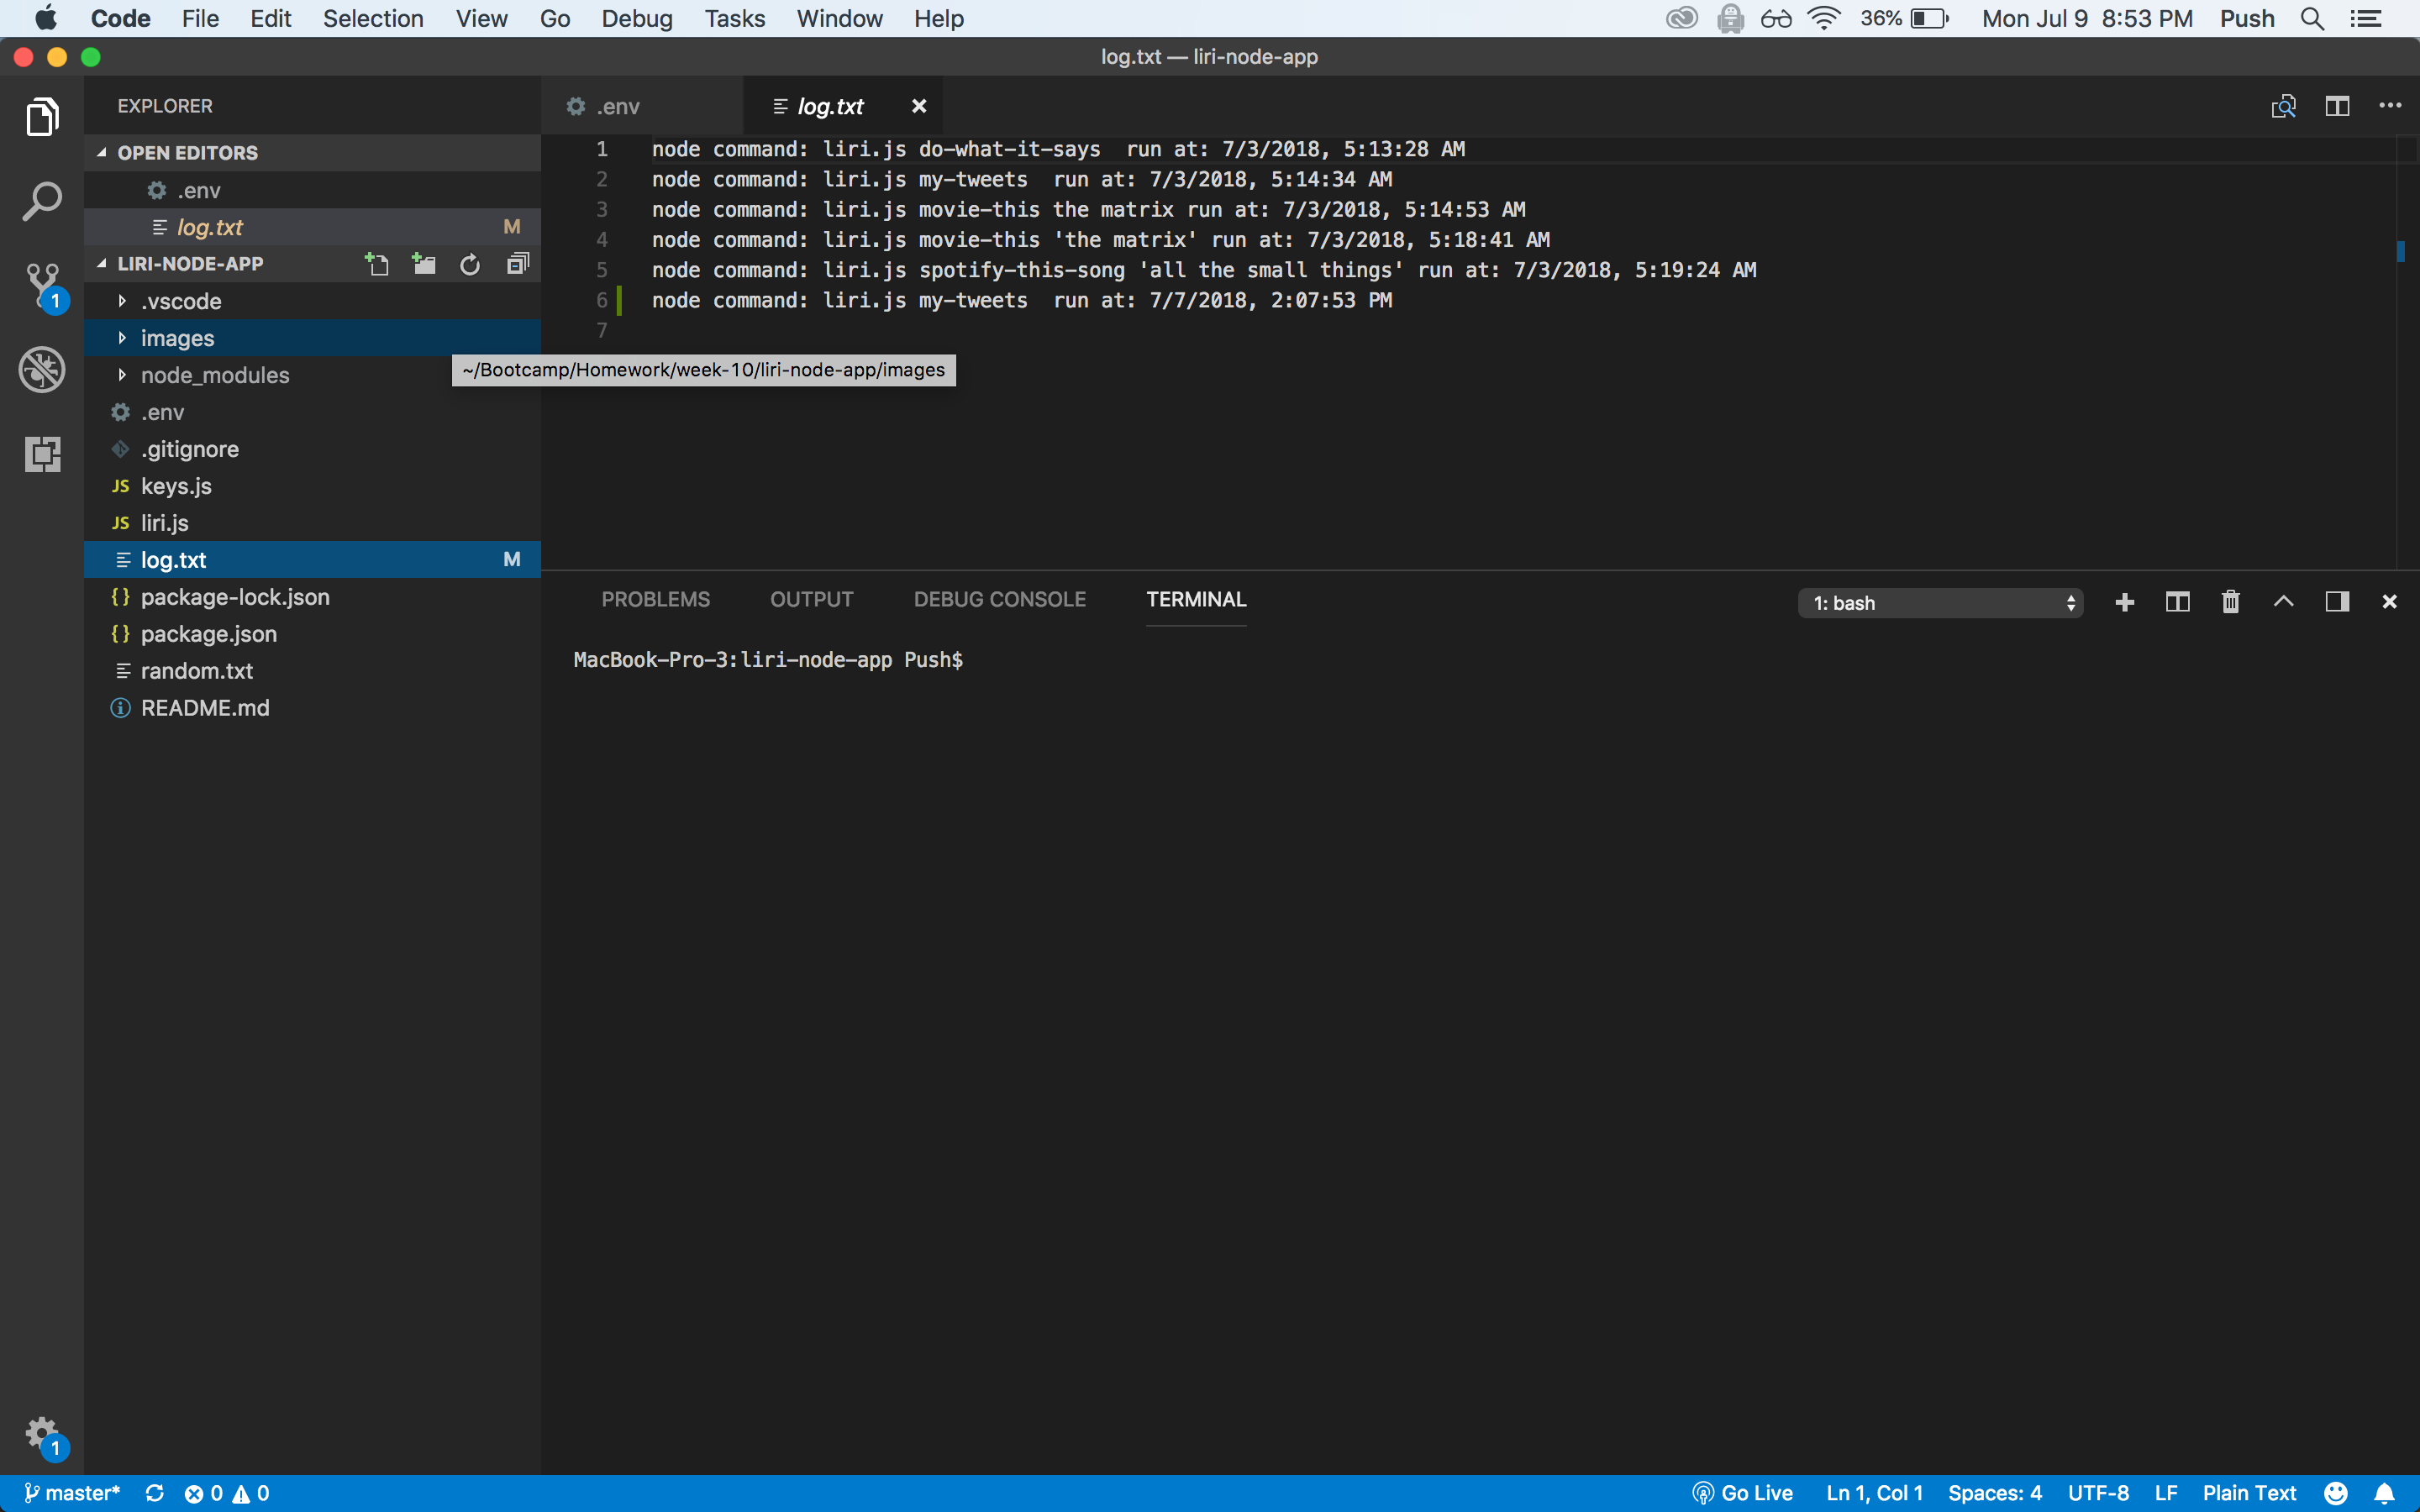 Code File Edit Selection View Go Debug Tasks Window Help 36% Mon Jul 9 8:53 PM Push
log.txt — liri-node-app
EXPLORER
OPEN EDITORS
.env
log.txt M
LIRI-NODE-APP
.vscode
images
node_modules
.env
.gitignore
JS keys.js
JS liri.js
log.txt M
{} package-lock.json
{} package.json
random.txt
README.md
1
1
.env log.txt
1 node command: liri.js do-what-it-says  run at: 7/3/2018, 5:13:28 AM
2 node command: liri.js my-tweets  run at: 7/3/2018, 5:14:34 AM
3 node command: liri.js movie-this the matrix run at: 7/3/2018, 5:14:53 AM
4 node command: liri.js movie-this 'the matrix' run at: 7/3/2018, 5:18:41 AM
5 node command: liri.js spotify-this-song 'all the small things' run at: 7/3/2018, 5:19:24 AM
6 node command: liri.js my-tweets  run at: 7/7/2018, 2:07:53 PM
7
~/Bootcamp/Homework/week-10/liri-node-app/images
PROBLEMS OUTPUT DEBUG CONSOLE TERMINAL 1: bash
MacBook-Pro-3:liri-node-app Push$
master* 0 0 Go Live Ln 1, Col 1 Spaces: 4 UTF-8 LF Plain Text